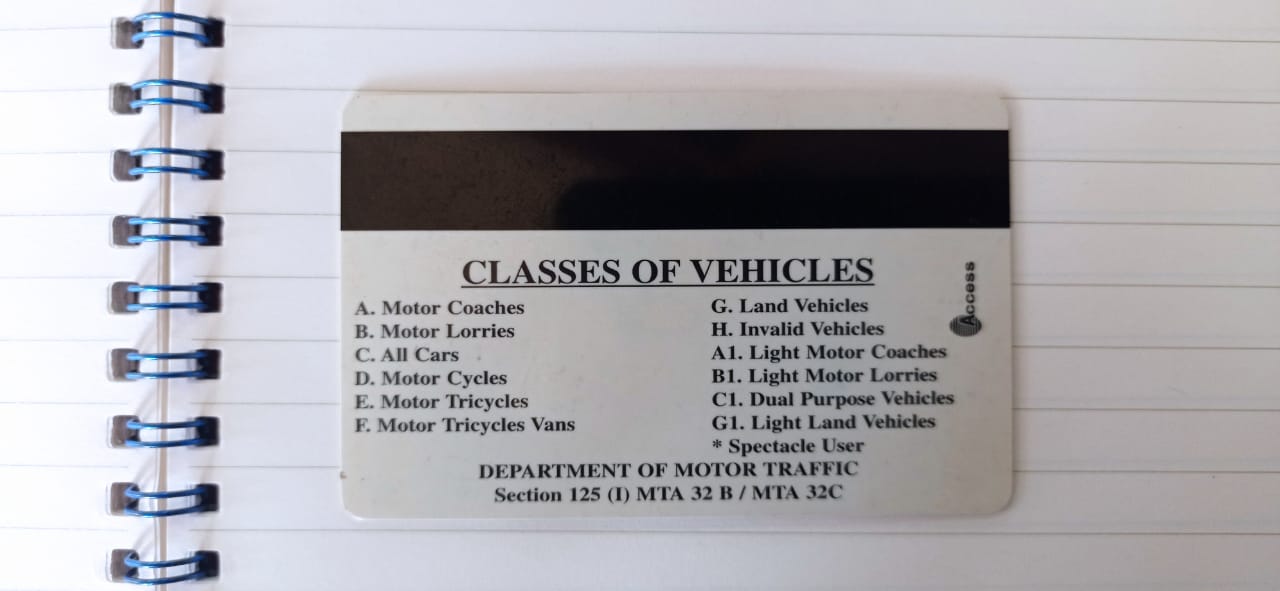 CLASSES OF VEHICLES
A. Motor Coaches
B. Motor Lorries
C. All Cars
D. Motor Cycles
E. Motor Tricycles
F. Motor Tricycles Vans
G. Land Vehicles
H. Invalid Vehicles
A1. Light Motor Coaches
B1. Light Motor Lorries
C1. Dual Purpose Vehicles
G1. Light Land Vehicles
* Spectacle User
Access
DEPARTMENT OF MOTOR TRAFFIC
Section 125 (I) MTA 32 B / MTA 32C